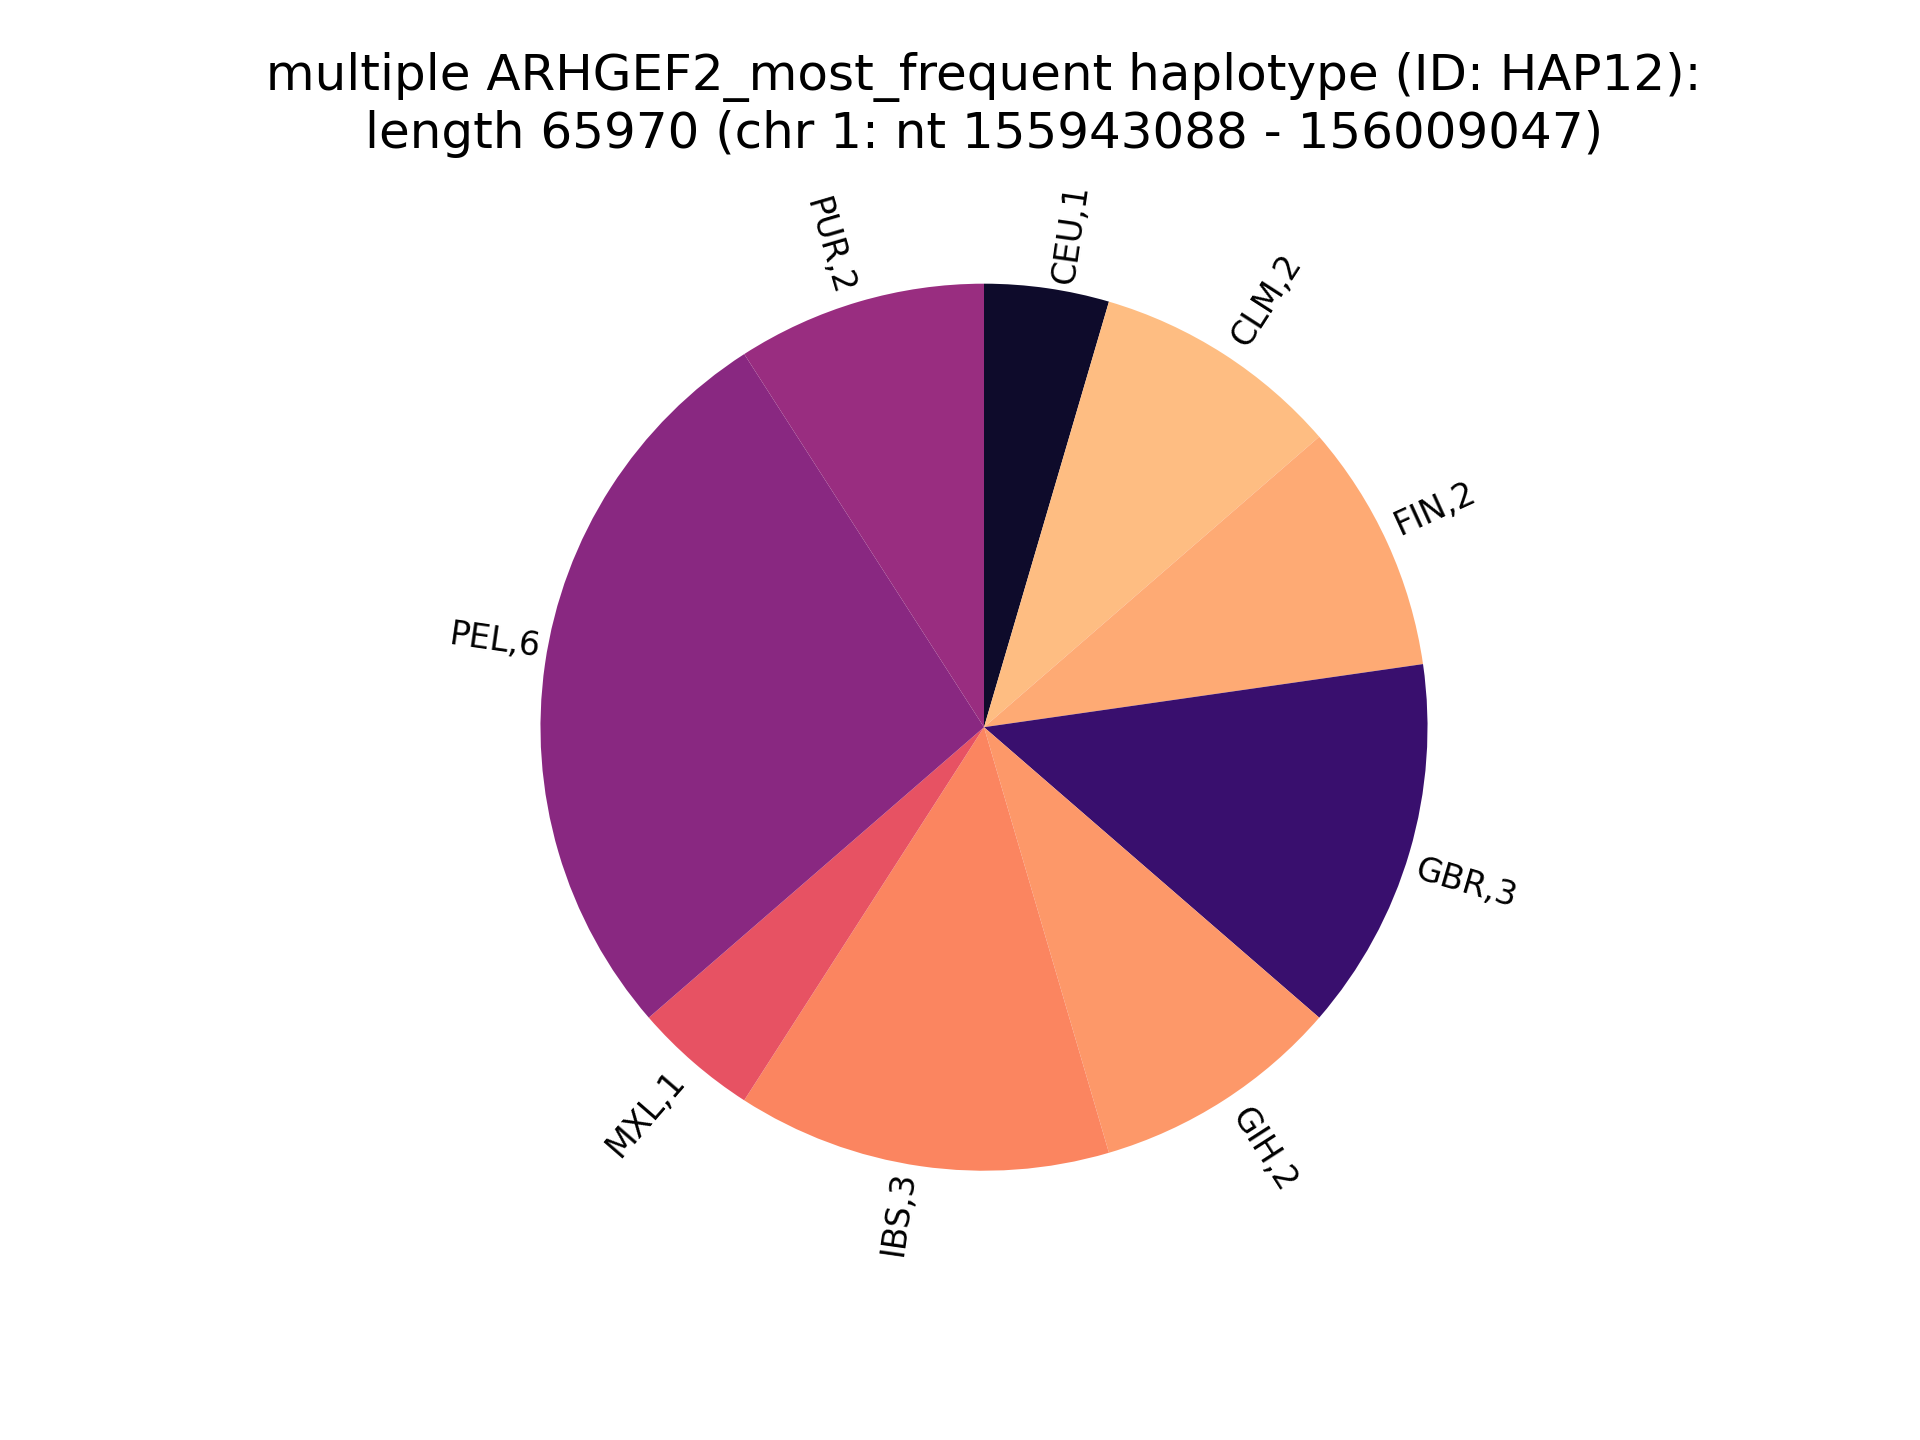 multiple ARHGEF2_most_frequent haplotype (ID: HAP12):
length 65970 (chr 1: nt 155943088 - 156009047)
CEU,1
CLM,2
FIN,2
GBR,3
GIH,2
IBS,3
MXL,1
PEL,6
PUR,2